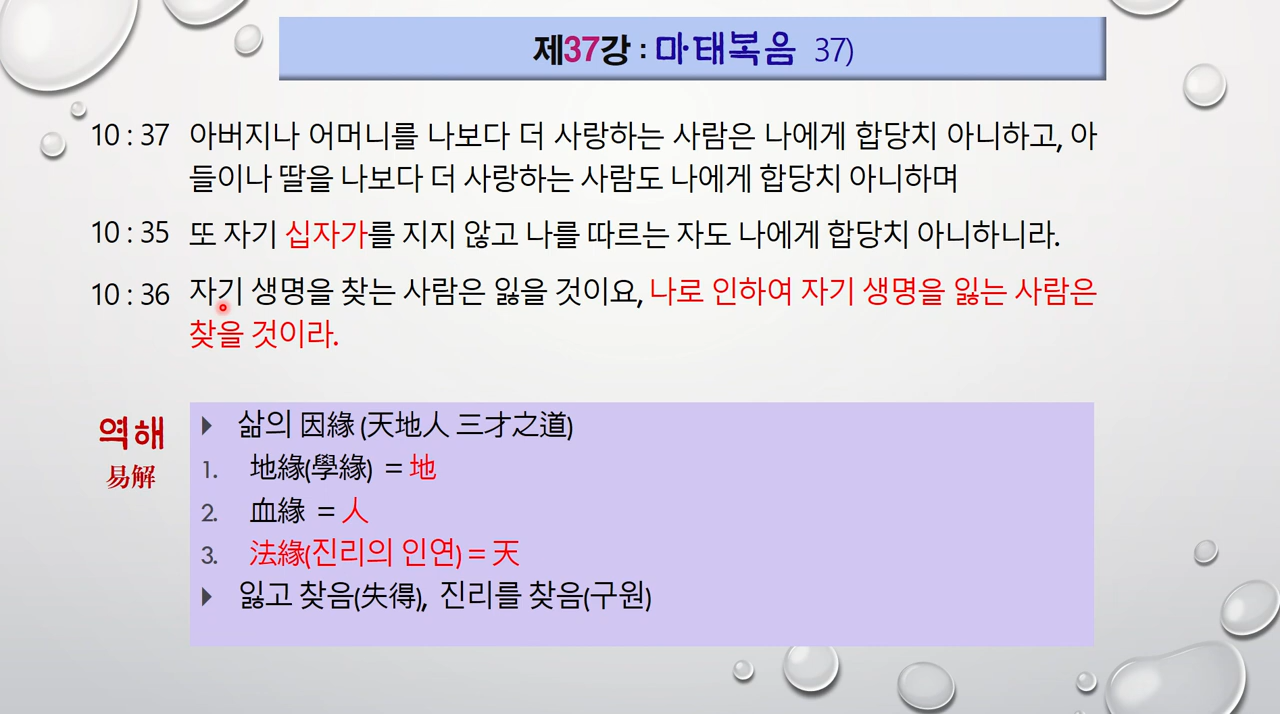 제37강 : 마태복음 37)
10 : 37 아버지나 어머니를 나보다 더 사랑하는 사람은 나에게 합당치 아니하고, 아
들이나 딸을 나보다 더 사랑하는 사람도 나에게 합당치 아니하며
10 : 35 또 자기 십자가를 지지 않고 나를 따르는 자도 나에게 합당치 아니하니라.
10 : 36 자기 생명을 찾는 사람은 잃을 것이요, 나로 인하여 자기 생명을 잃는 사람은
찾을 것이라.
역해
易解
삶의 因緣 (天地人 三才之道)
1. 地緣(學緣) = 地
2. 血緣 = 人
3. 法緣(진리의 인연) = 天
잃고 찾음(失得), 진리를 찾음(구원)